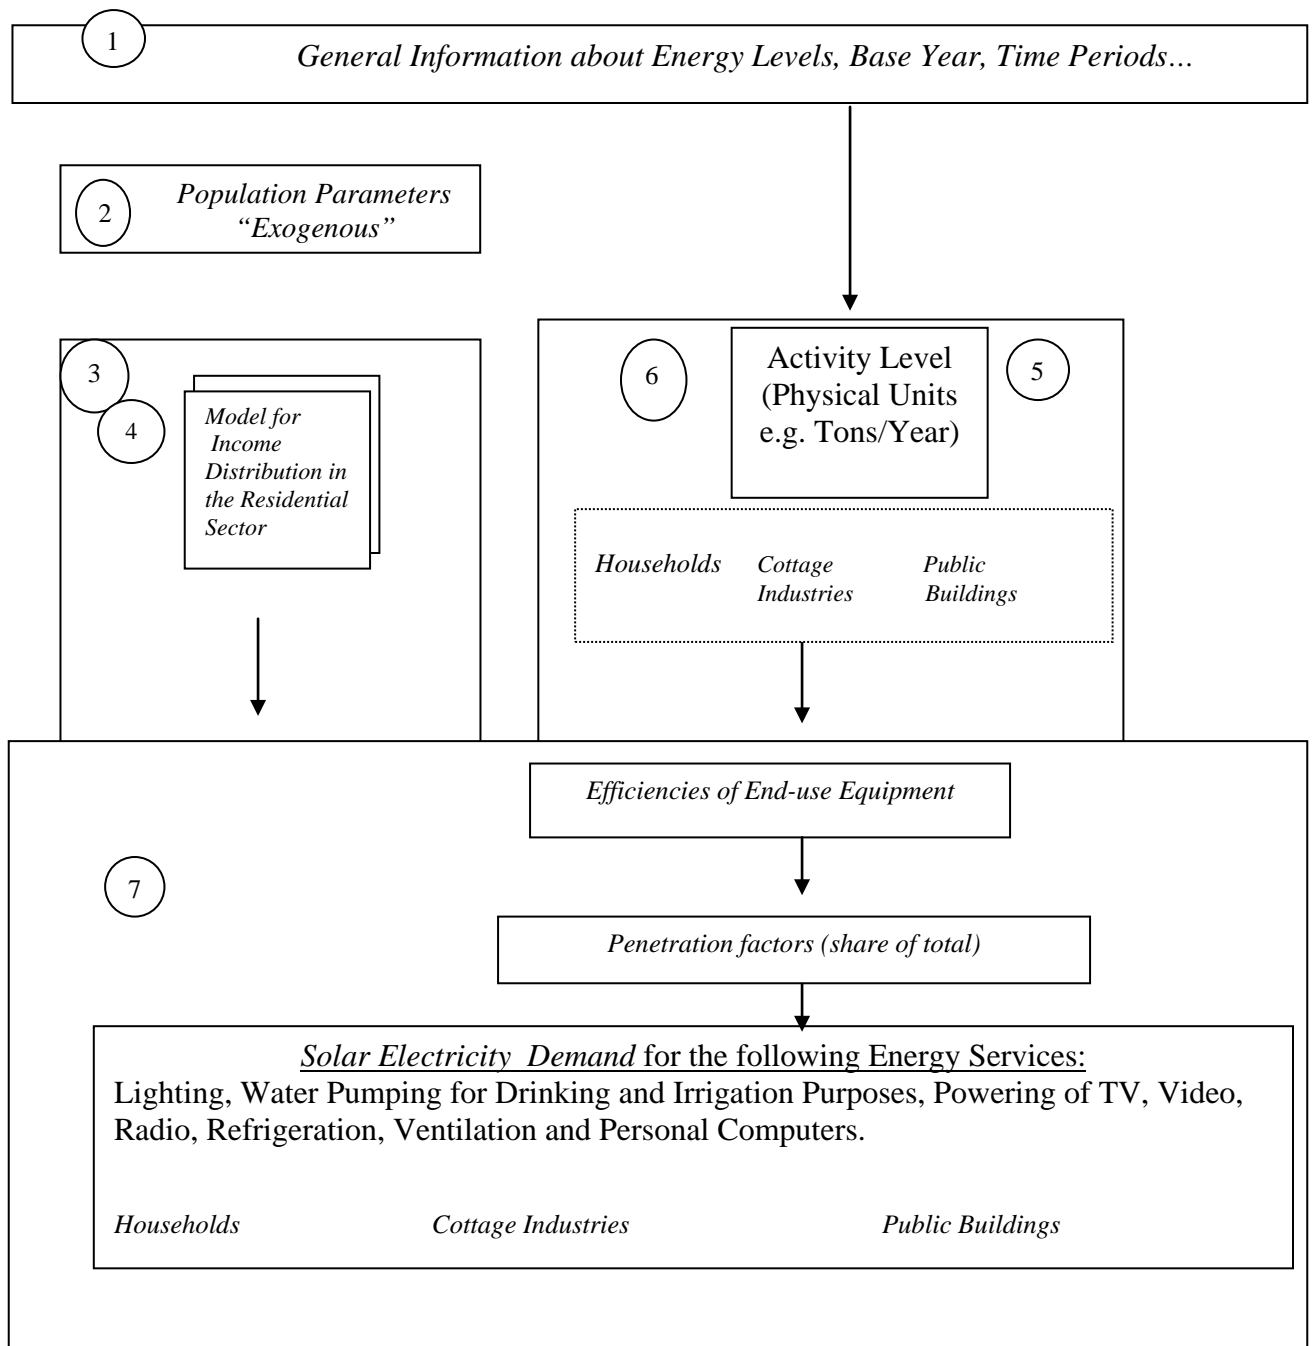 1
General Information about Energy Levels, Base Year, Time Periods…
2
Population Parameters
“Exogenous”
3
4
Model for
Income
Distribution in
the Residential
Sector
6
Activity Level
(Physical Units
e.g. Tons/Year)
5
Households Cottage Public
Industries Buildings
Efficiencies of End-use Equipment
7
Penetration factors (share of total)
Solar Electricity Demand for the following Energy Services:
Lighting, Water Pumping for Drinking and Irrigation Purposes, Powering of TV, Video,
Radio, Refrigeration, Ventilation and Personal Computers.
Households Cottage Industries Public Buildings